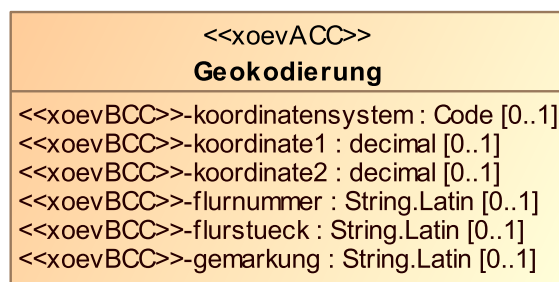 <<xoevACC>>
Geokodierung
<<xoevBCC>>-koordinatensystem : Code [0..1]
<<xoevBCC>>-koordinate1 : decimal [0..1]
<<xoevBCC>>-koordinate2 : decimal [0..1]
<<xoevBCC>>-flurnummer : String.Latin [0..1]
<<xoevBCC>>-flurstueck : String.Latin [0..1]
<<xoevBCC>>-gemarkung : String.Latin [0..1]